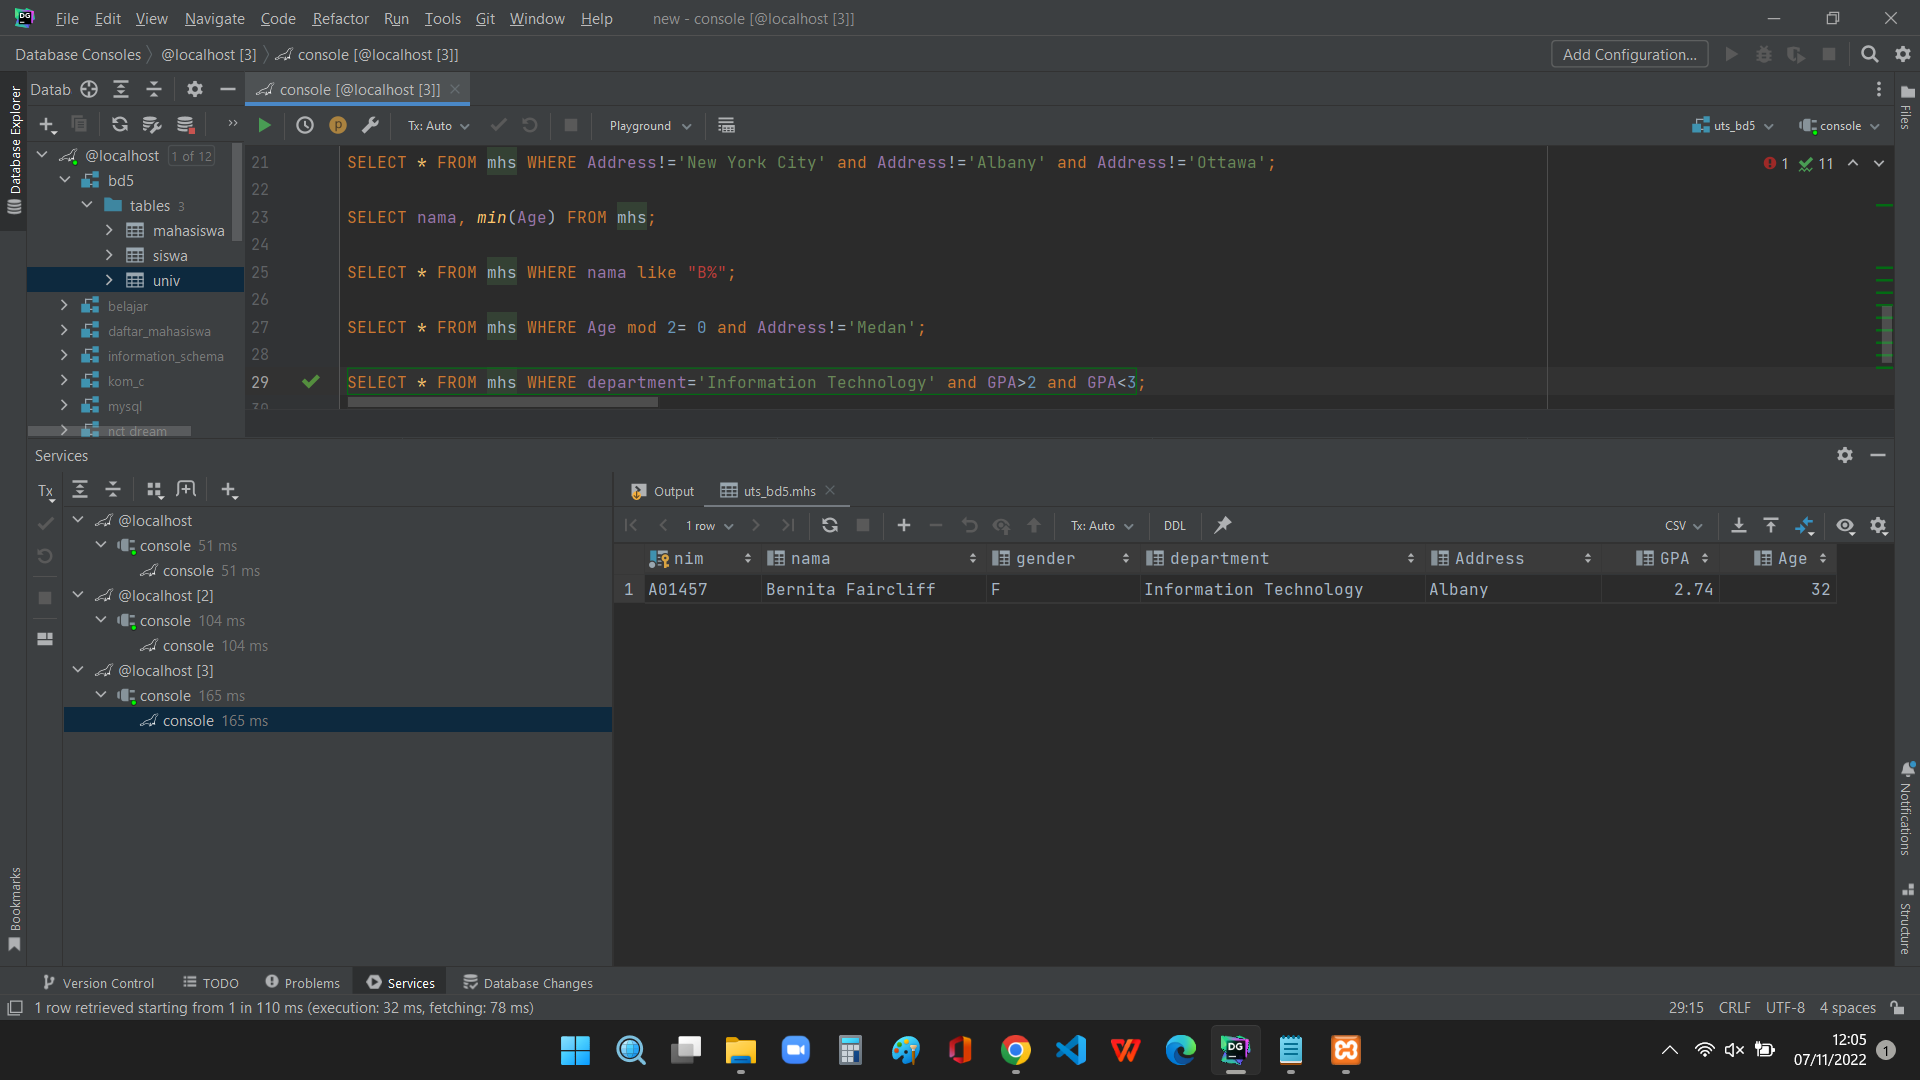 File Edit View Navigate Code Refactor Run Tools Git Window Help new - console [@localhost [3]]
Database Consoles @localhost [3] console [@localhost [3]] Add Configuration...
Datab console [@localhost [3]]
Tx: Auto Playground uts_bd5 console
Database Explorer
Files
@localhost 1 of 12
bd5
tables 3
mahasiswa
siswa
univ
belajar
daftar_mahasiswa
information_schema
kom_c
mysql
nct dream
21 SELECT * FROM mhs WHERE Address!='New York City' and Address!='Albany' and Address!='Ottawa';
22
23 SELECT nama, min(Age) FROM mhs;
24
25 SELECT * FROM mhs WHERE nama like "B%";
26
27 SELECT * FROM mhs WHERE Age mod 2= 0 and Address!='Medan';
28
29 SELECT * FROM mhs WHERE department='Information Technology' and GPA>2 and GPA<3;
30
1 11
Services
Tx
@localhost
console 51 ms
console 51 ms
@localhost [2]
console 104 ms
console 104 ms
@localhost [3]
console 165 ms
console 165 ms
Output uts_bd5.mhs
1 row Tx: Auto DDL CSV
nim nama gender department Address GPA Age
1 A01457 Bernita Faircliff F Information Technology Albany 2.74 32
Notifications
Structure
Bookmarks
Version Control TODO Problems Services Database Changes
1 row retrieved starting from 1 in 110 ms (execution: 32 ms, fetching: 78 ms) 29:15 CRLF UTF-8 4 spaces
DG
12:05
07/11/2022 1